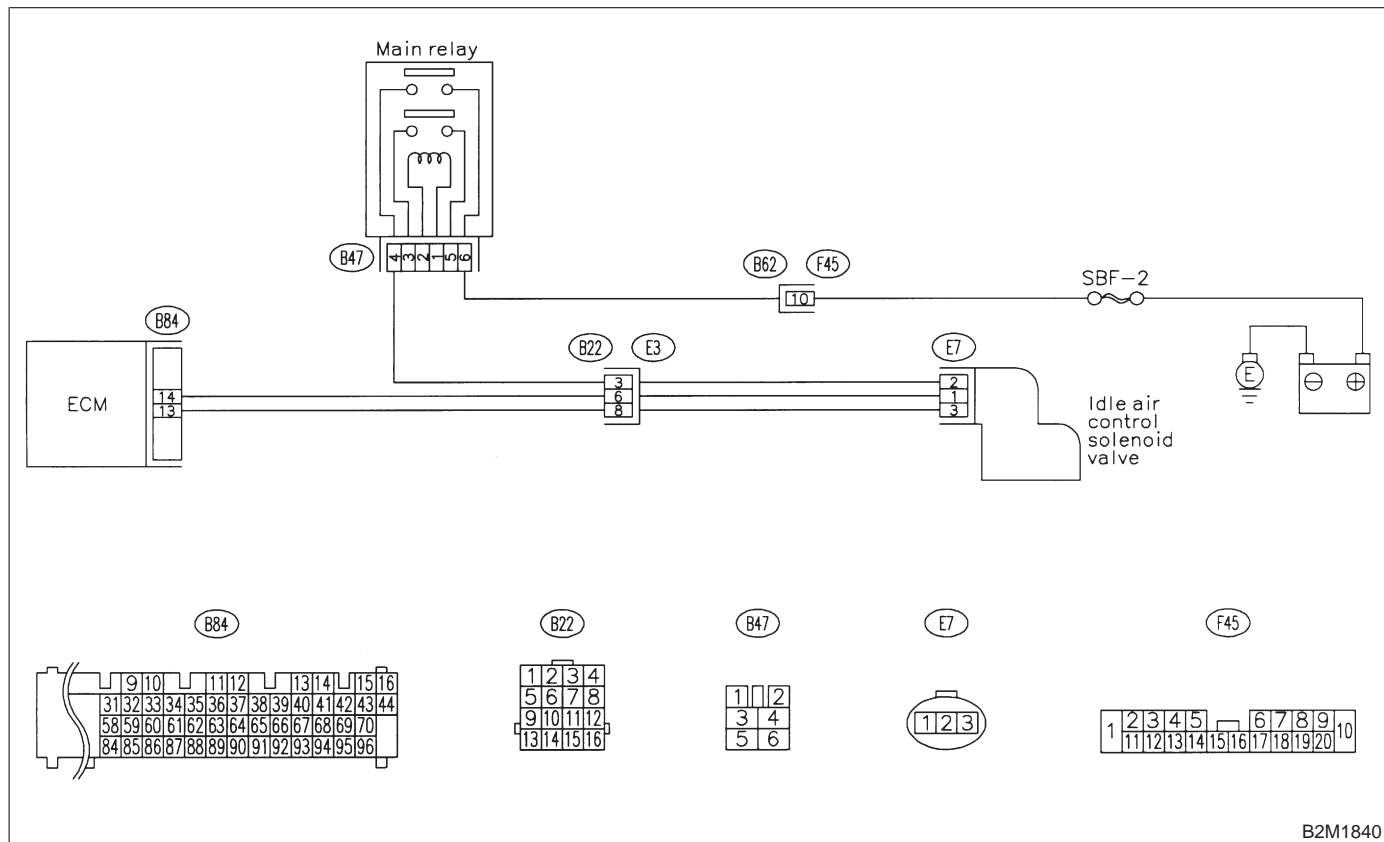 Main relay
B47
4 3 2 1 5 6
B62 F45
10
SBF-2
B84
ECM
14
13
B22 E3
3
6
8
E7
2
1
3
E
Idle air
control
solenoid
valve
B84
9 10 11 12 13 14 15 16
31 32 33 34 35 36 37 38 39 40 41 42 43 44
58 59 60 61 62 63 64 65 66 67 68 69 70
84 85 86 87 88 89 90 91 92 93 94 95 96
B22
1 2 3 4
5 6 7 8
9 10 11 12
13 14 15 16
B47
1 2
3 4
5 6
E7
1 2 3
F45
1 2 3 4 5 6 7 8 9 10
11 12 13 14 15 16 17 18 19 20
B2M1840